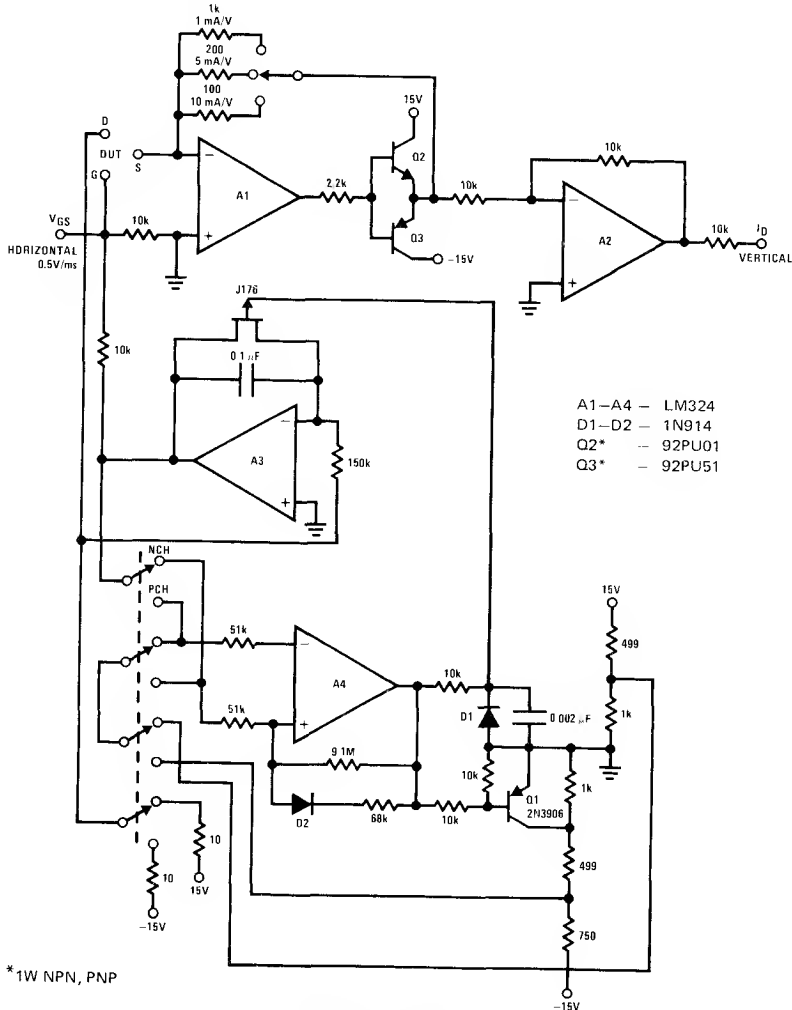 1k
1 mA/V
200
5 mA/V
100
10 mA/V
D
DUT
S
G
A1
2.2k
15V
Q2
Q3
-15V
10k
10k
A2
10k
ID
VERTICAL
VGS
HDRIZONTAL
0.5V/ms
10k
J176
0.1 μF
10k
A3
150k
A1–A4 – LM324
D1–D2 – 1N914
Q2* – 92PU01
Q3* – 92PU51
NCH
PCH
51k
51k
A4
10k
D1
0.002 μF
15V
499
1k
9.1M
D2
68k
10k
10k
Q1
2N3906
1k
499
750
-15V
10
15V
10
-15V
*1W NPN, PNP